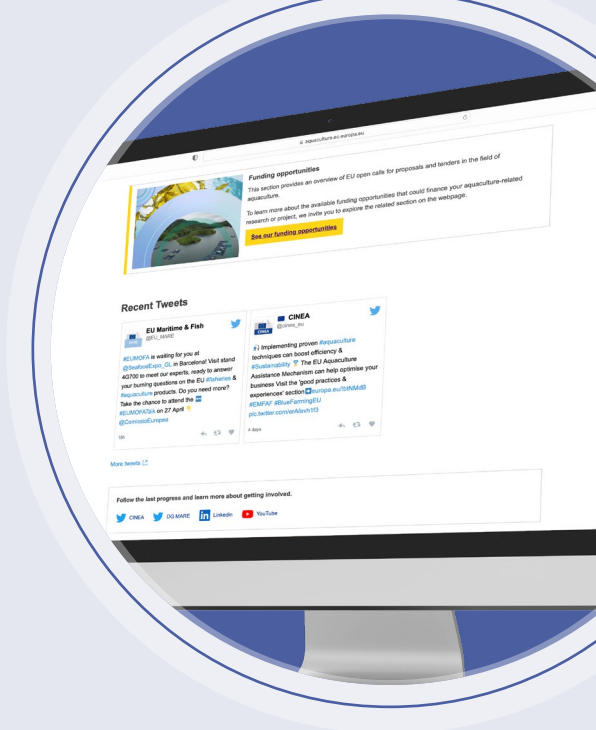 aquaculture.ec.europa.eu
Funding opportunities
This section provides an overview of EU open calls for proposals and tenders in the field of
aquaculture.
To learn more about the available funding opportunities that could finance your aquaculture-related
research or project, we invite you to explore the related section on the webpage.
See our funding opportunities
Recent Tweets
EU Maritime & Fish
@EU_MARE
#EUMOFA is waiting for you at
@SeafoodExpo_GL in Barcelona! Visit stand
4G700 to meet our experts, ready to answer
your burning questions on the EU #fisheries &
#aquaculture products. Do you need more?
Take the chance to attend the
#EUMOFATalk on 27 April
@ComissioEuropea
CINEA
CINEA
@cinea_eu
Implementing proven #aquaculture
techniques can boost efficiency &
#Sustainability The EU Aquaculture
Assistance Mechanism can help optimise your
business Visit the 'good practices &
experiences' section
#EMFAF #BlueFarmingEU
4 days
More tweets
Follow the last progress and learn more about getting involved.
CINEA DG MARE in Linkedin YouTube